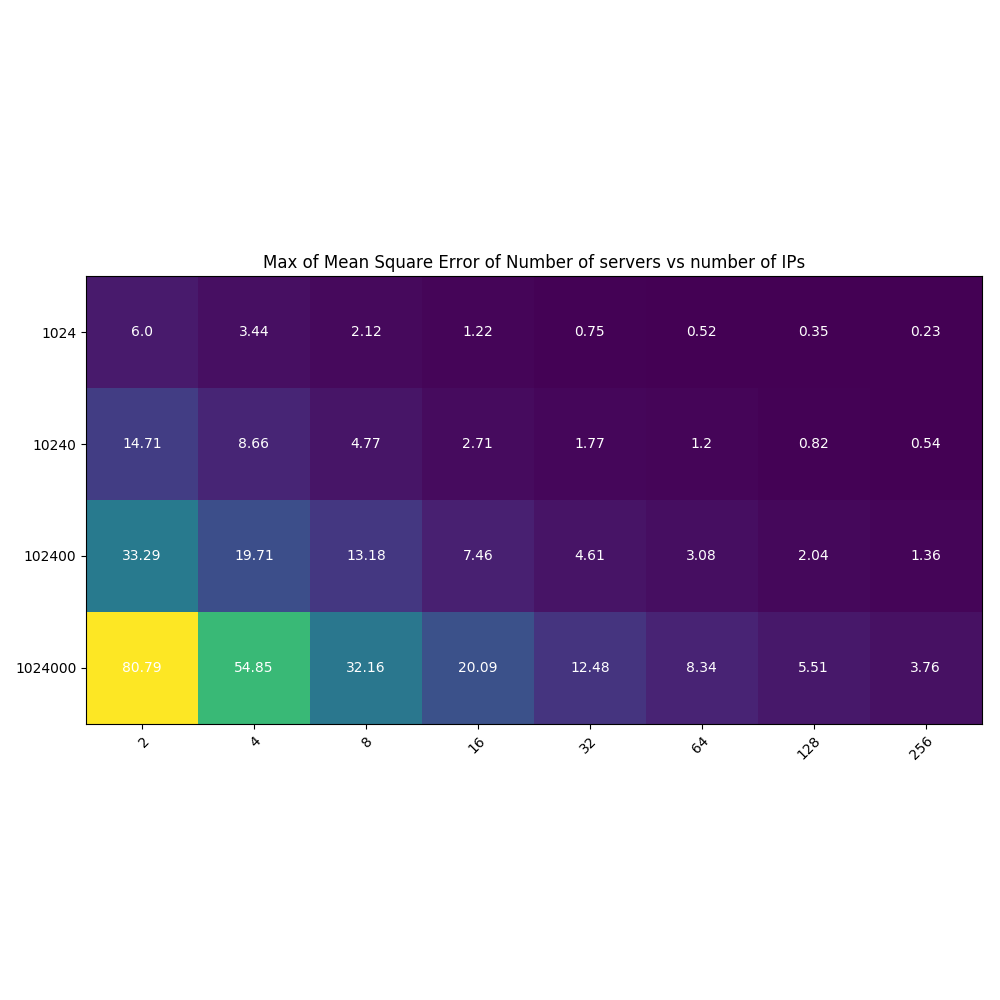 Max of Mean Square Error of Number of servers vs number of IPs
1024 6.0 3.44 2.12 1.22 0.75 0.52 0.35 0.23
10240 14.71 8.66 4.77 2.71 1.77 1.2 0.82 0.54
102400 33.29 19.71 13.18 7.46 4.61 3.08 2.04 1.36
1024000 80.79 54.85 32.16 20.09 12.48 8.34 5.51 3.76
2 4 8 16 32 64 128 256